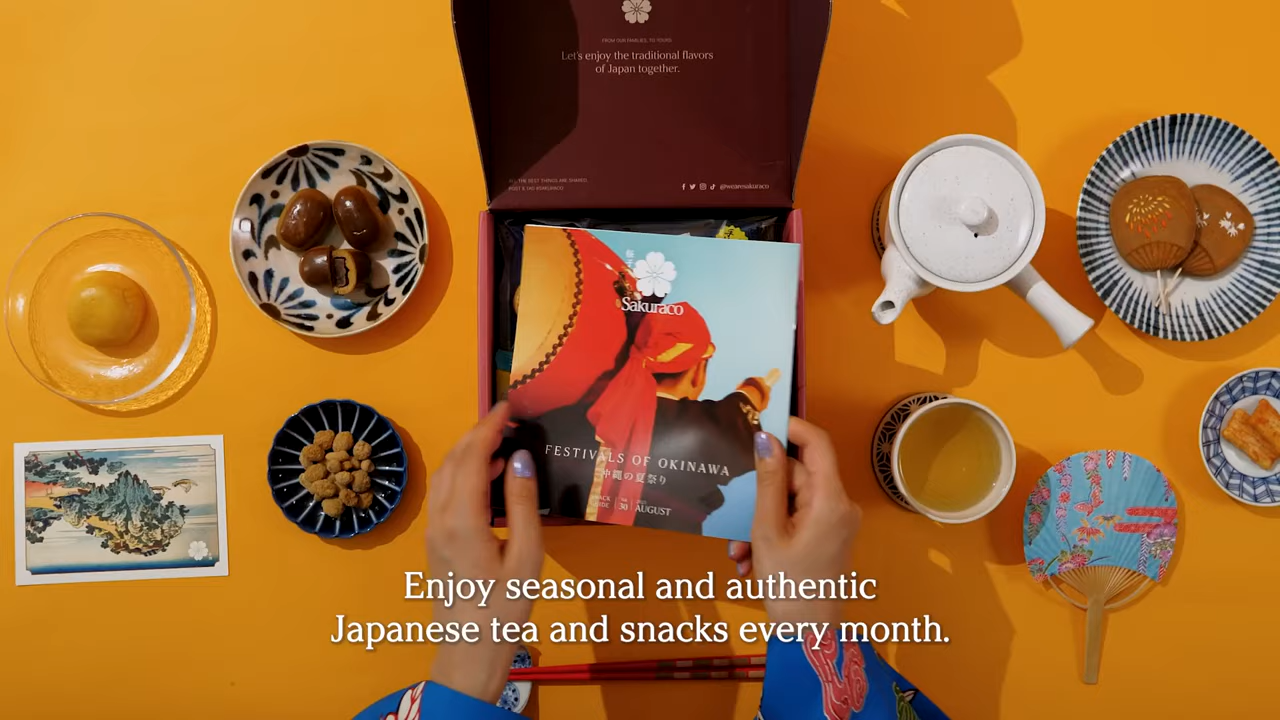 FROM OUR FAMILIES, TO YOURS
Let's enjoy the traditional flavors
of Japan together.
@wearesakuraco
Sakuraco
FESTIVALS OF OKINAWA
沖縄の夏祭り
30
AUGUST
Enjoy seasonal and authentic
Japanese tea and snacks every month.